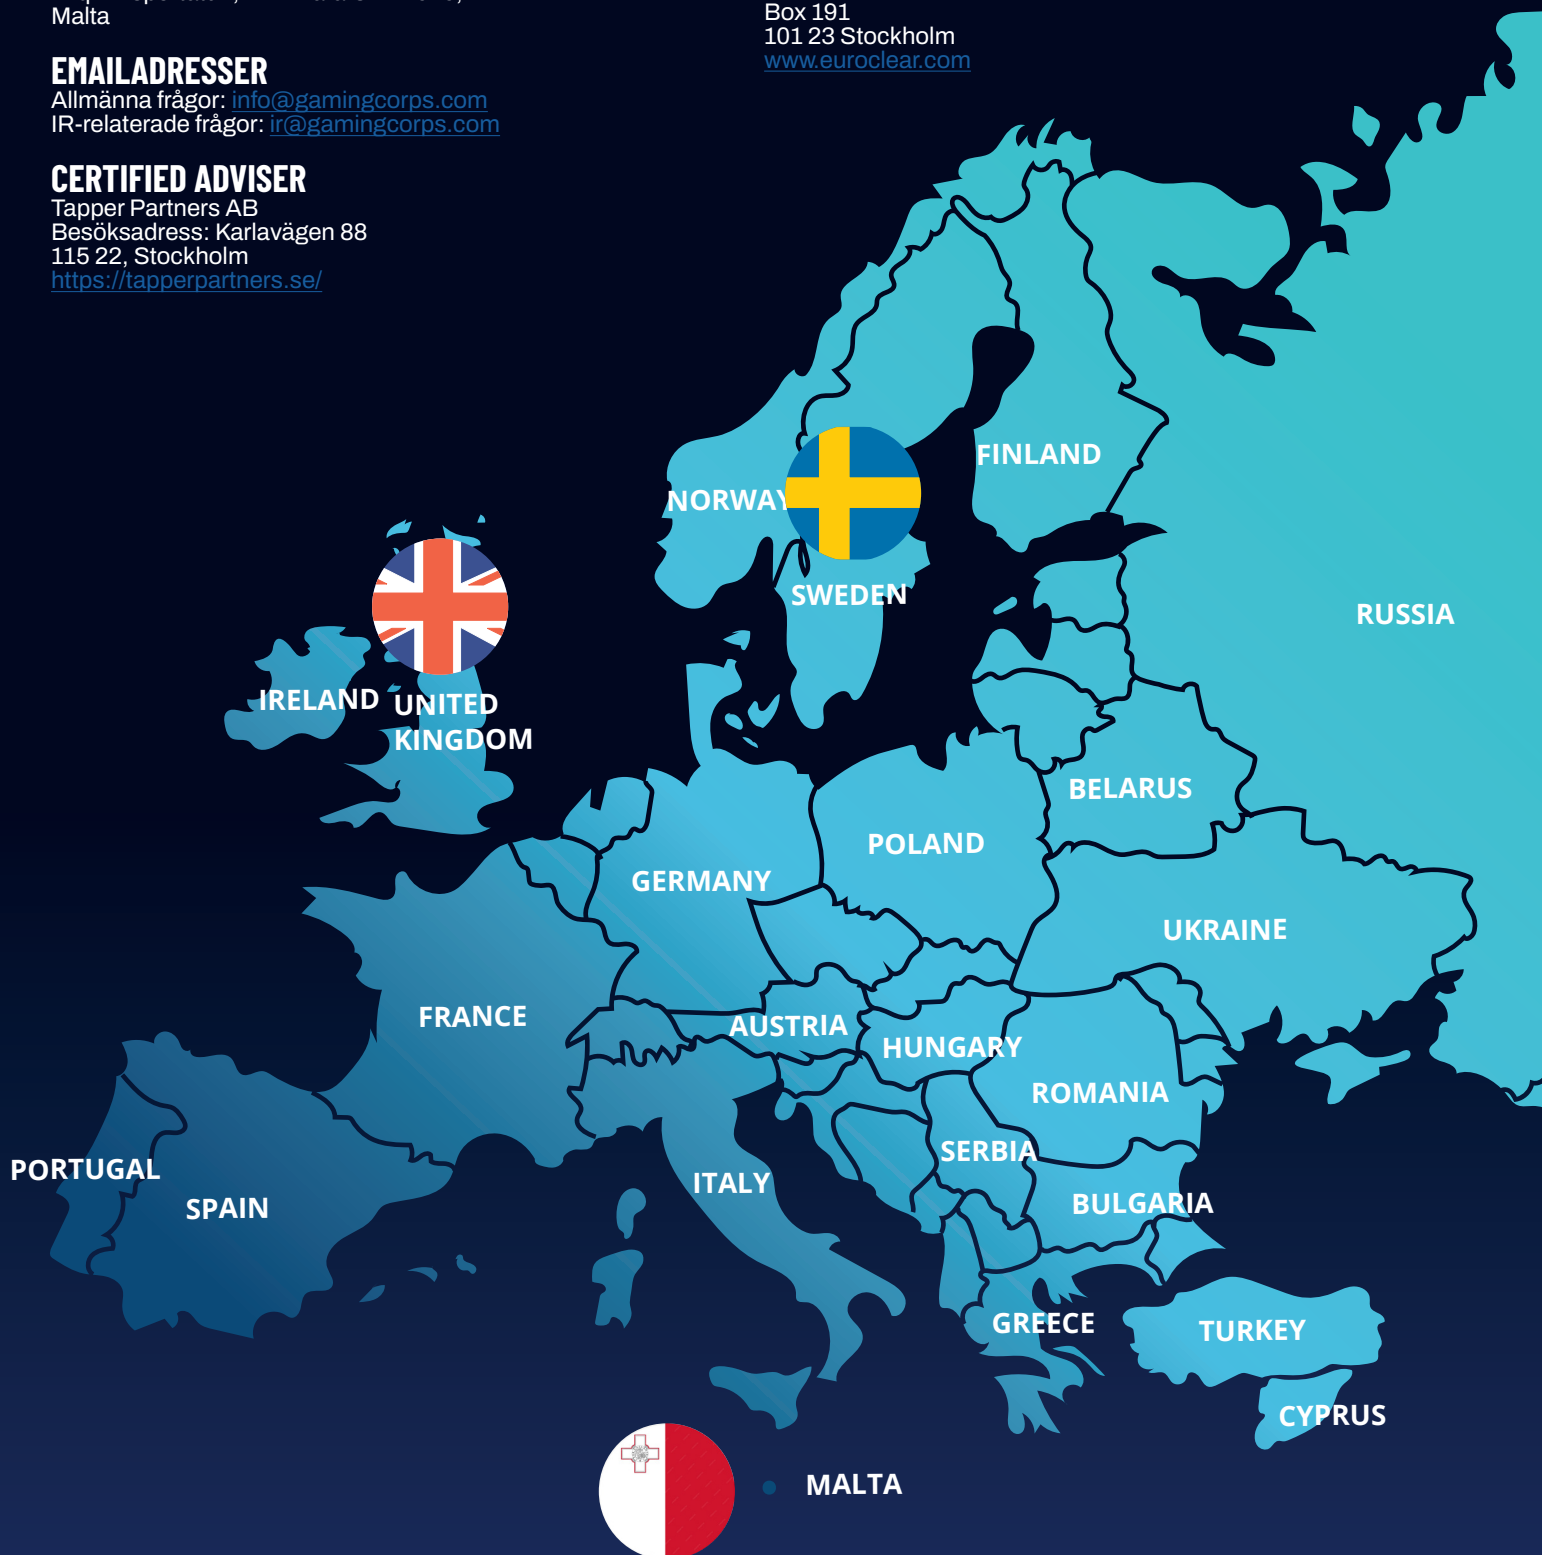 Malta
EMAILADRESSER
Allmänna frågor: info@gamingcorps.com
IR-relaterade frågor: ir@gamingcorps.com
CERTIFIED ADVISER
Tapper Partners AB
Besöksadress: Karlavägen 88
115 22, Stockholm
https://tapperpartners.se/
Box 191
101 23 Stockholm
www.euroclear.com
FINLAND
NORWAY
SWEDEN
RUSSIA
IRELAND
UNITED
KINGDOM
BELARUS
POLAND
GERMANY
UKRAINE
FRANCE
AUSTRIA
HUNGARY
ROMANIA
SERBIA
PORTUGAL
ITALY
SPAIN
BULGARIA
GREECE
TURKEY
CYPRUS
MALTA